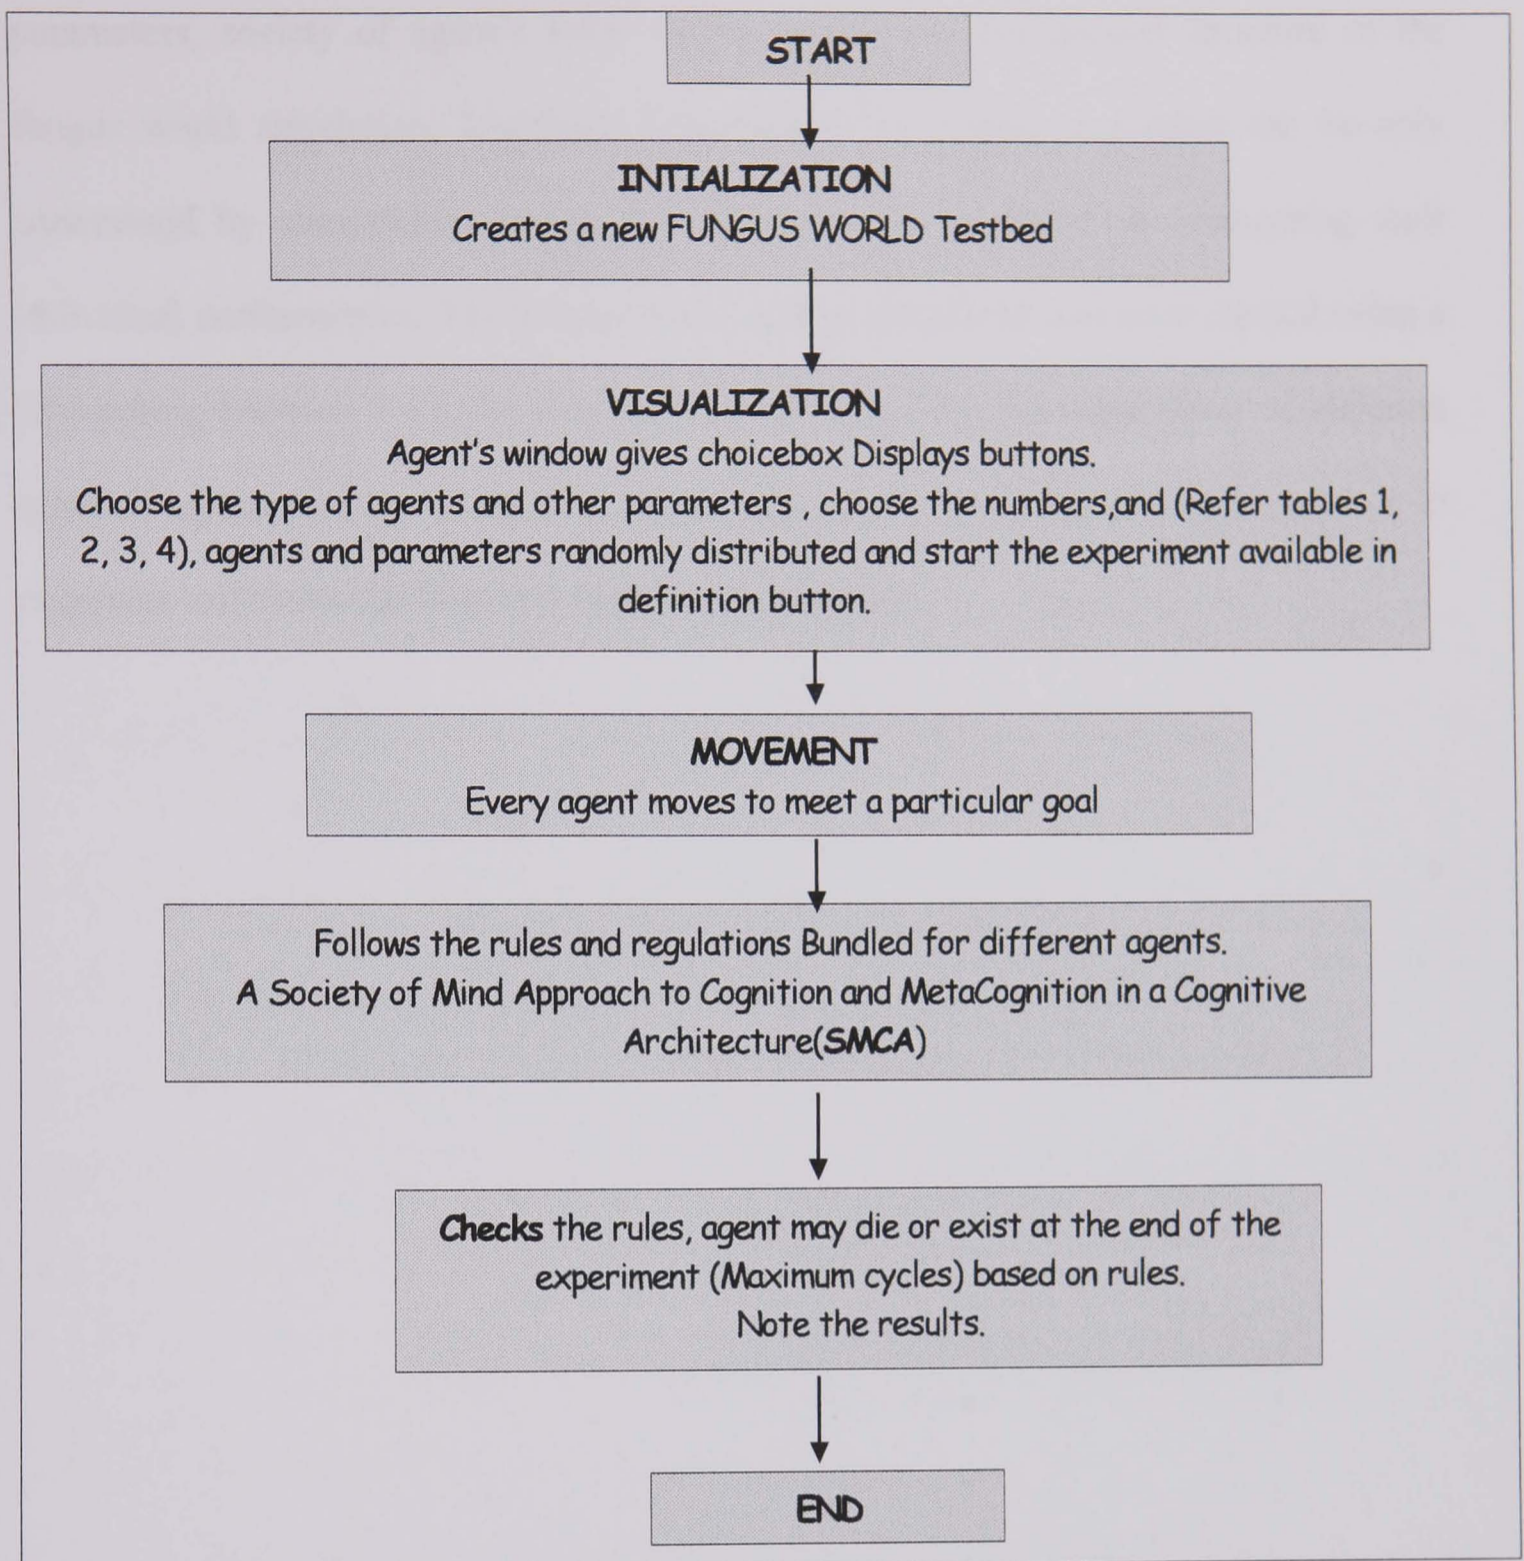 START
INTIALIZATION
Creates a new FUNGUS WORLD Testbed
VISUALIZATION
Agent's window gives choicebox Displays buttons.
Choose the type of agents and other parameters , choose the numbers,and (Refer tables 1,
2, 3, 4), agents and parameters randomly distributed and start the experiment available in
definition button.
MOVEMENT
Every agent moves to meet a particular goal
Follows the rules and regulations Bundled for different agents.
A Society of Mind Approach to Cognition and MetaCognition in a Cognitive
Architecture(SMCA)
Checks the rules, agent may die or exist at the end of the
experiment (Maximum cycles) based on rules.
Note the results.
END